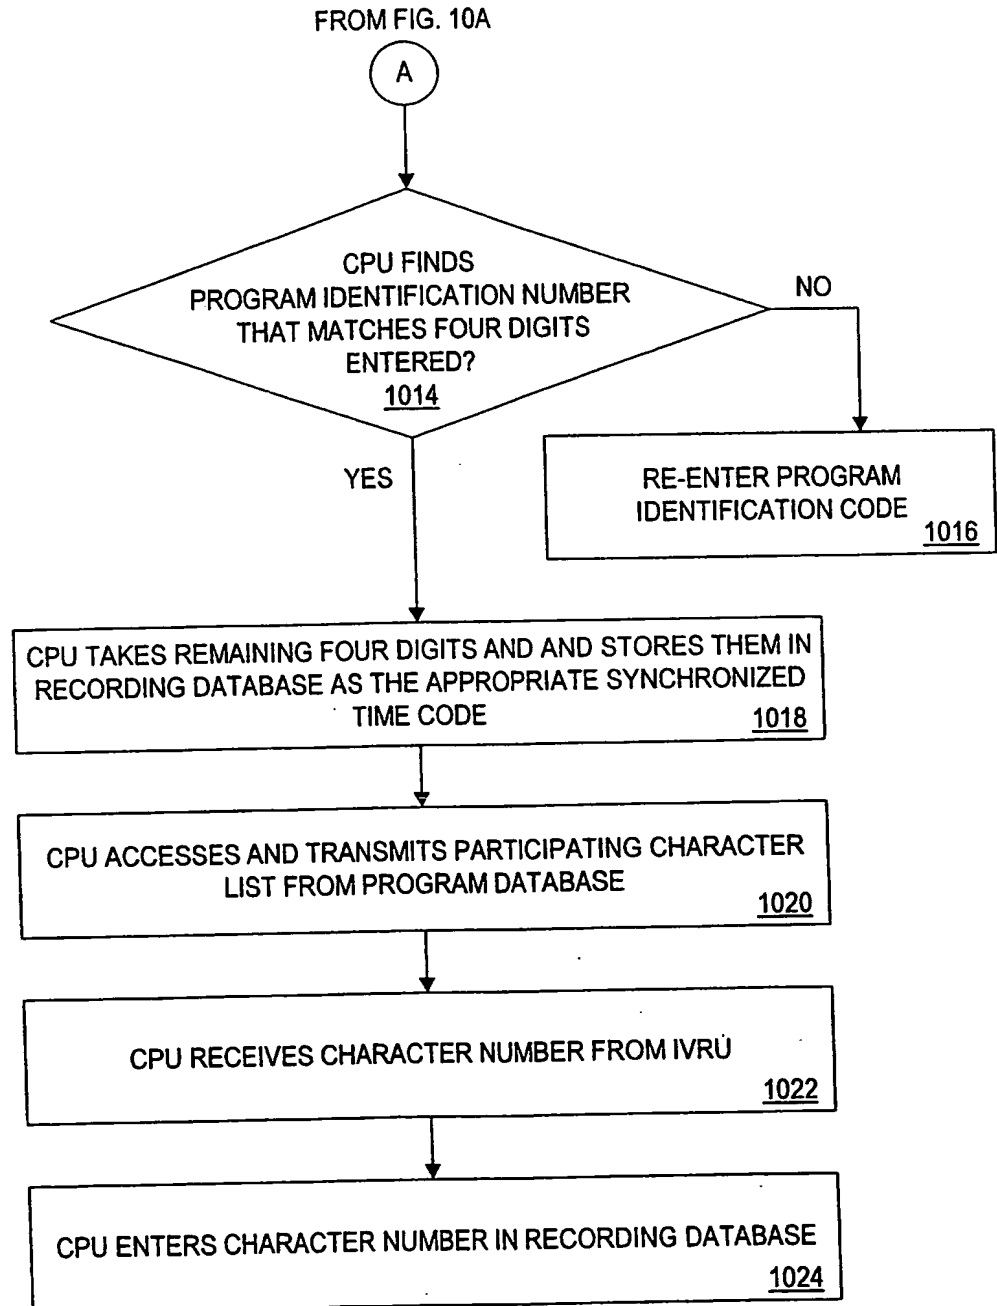 FROM FIG. 10A
A
CPU FINDS
PROGRAM IDENTIFICATION NUMBER
THAT MATCHES FOUR DIGITS
ENTERED?
1014
NO
YES
RE-ENTER PROGRAM
IDENTIFICATION CODE
1016
CPU TAKES REMAINING FOUR DIGITS AND AND STORES THEM IN
RECORDING DATABASE AS THE APPROPRIATE SYNCHRONIZED
TIME CODE
1018
CPU ACCESSES AND TRANSMITS PARTICIPATING CHARACTER
LIST FROM PROGRAM DATABASE
1020
CPU RECEIVES CHARACTER NUMBER FROM IVRU
1022
CPU ENTERS CHARACTER NUMBER IN RECORDING DATABASE
1024